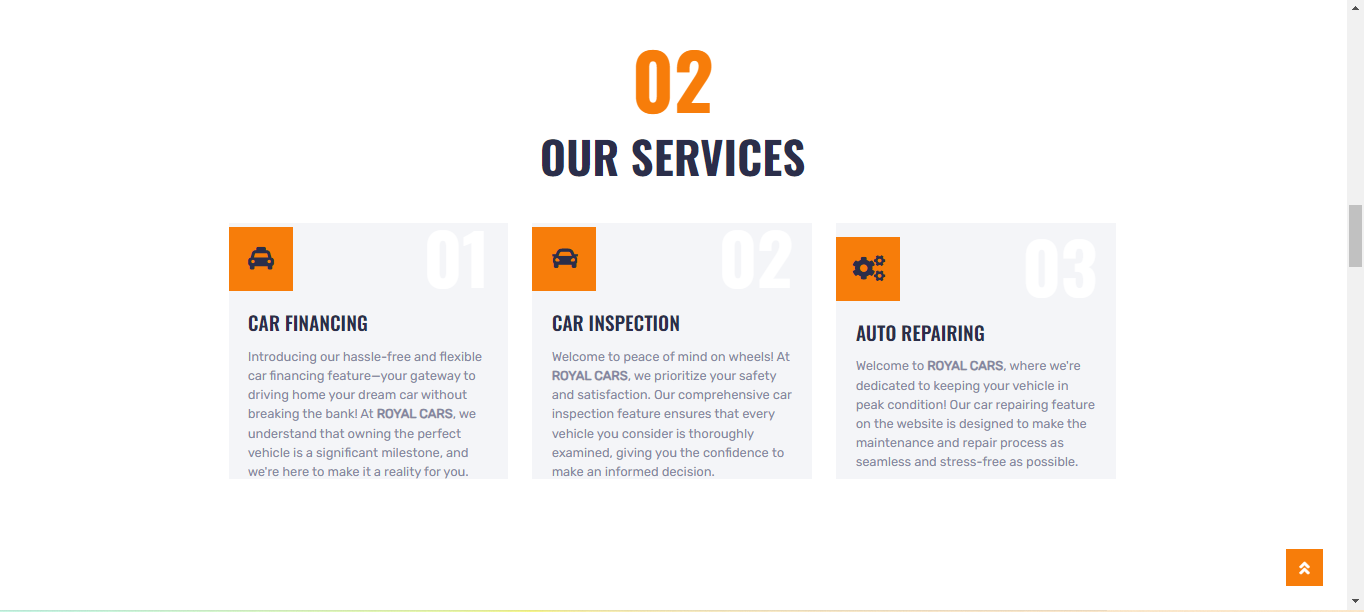 02
OUR SERVICES
01
CAR FINANCING
Introducing our hassle-free and flexible
car financing feature—your gateway to
driving home your dream car without
breaking the bank! At ROYAL CARS, we
understand that owning the perfect
vehicle is a significant milestone, and
we're here to make it a reality for you.
02
CAR INSPECTION
Welcome to peace of mind on wheels! At
ROYAL CARS, we prioritize your safety
and satisfaction. Our comprehensive car
inspection feature ensures that every
vehicle you consider is thoroughly
examined, giving you the confidence to
make an informed decision.
03
AUTO REPAIRING
Welcome to ROYAL CARS, where we're
dedicated to keeping your vehicle in
peak condition! Our car repairing feature
on the website is designed to make the
maintenance and repair process as
seamless and stress-free as possible.